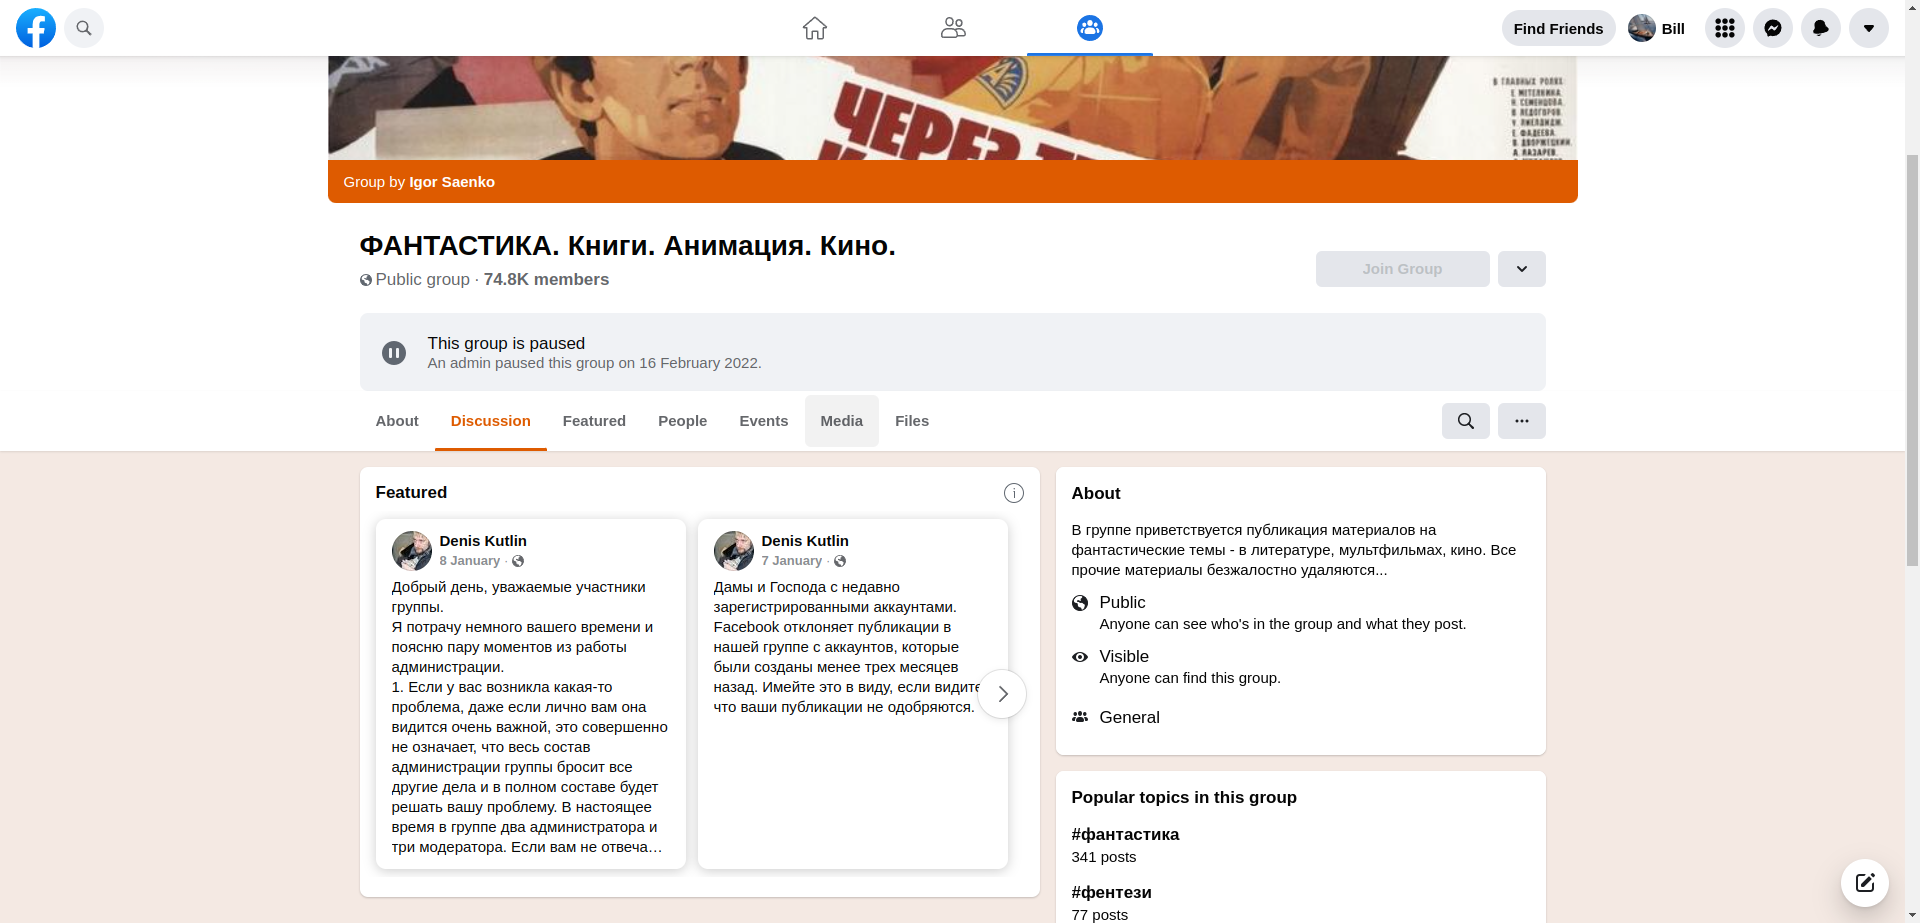 Find Friends
Bill
ЧЕРЕЗ
В ГЛАВНЫХ РОЛЯХ:
Е. МЕТЕЛКИНА,
Н. СЕМЕНЦОВА,
В. ЛЕДОГОРОВ,
Е. ФАДЕЕВА,
В. ДВОРЖЕЦКИЙ,
А. ЛАЗАРЕВ,
Group by Igor Saenko
ФАНТАСТИКА. Книги. Анимация. Кино.
Public group · 74.8K members
Join Group
This group is paused
An admin paused this group on 16 February 2022.
About
Discussion
Featured
People
Events
Media
Files
Featured
Denis Kutlin
8 January ·
Добрый день, уважаемые участники
группы.
Я потрачу немного вашего времени и
поясню пару моментов из работы
администрации.
1. Если у вас возникла какая-то
проблема, даже если лично вам она
видится очень важной, это совершенно
не означает, что весь состав
администрации группы бросит все
другие дела и в полном составе будет
решать вашу проблему. В настоящее
время в группе два администратора и
три модератора. Если вам не отвеча…
Denis Kutlin
7 January ·
Дамы и Господа с недавно
зарегистрированными аккаунтами.
Facebook отклоняет публикации в
нашей группе с аккаунтов, которые
были созданы менее трех месяцев
назад. Имейте это в виду, если видите
что ваши публикации не одобряются.
About
В группе приветствуется публикация материалов на
фантастические темы - в литературе, мультфильмах, кино. Все
прочие материалы безжалостно удаляются...
Public
Anyone can see who's in the group and what they post.
Visible
Anyone can find this group.
General
Popular topics in this group
#фантастика
341 posts
#фентези
77 posts